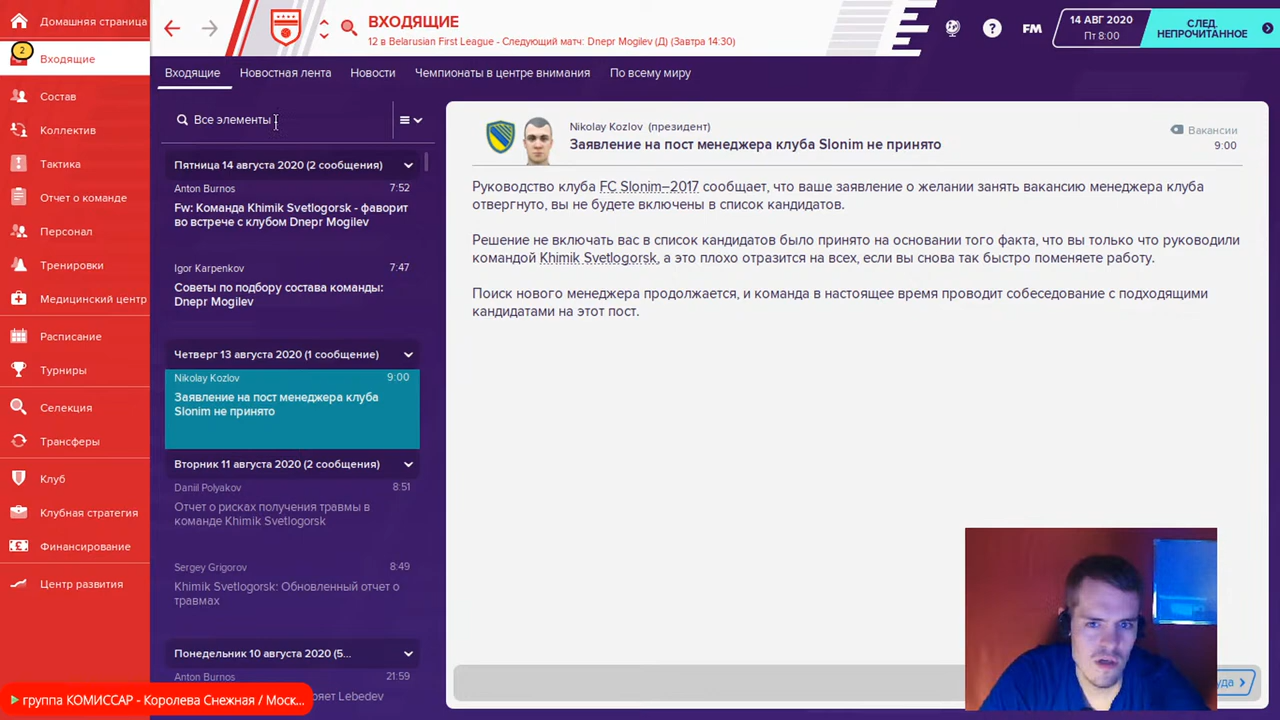 Домашняя страница
2
Входящие
Состав
Коллектив
Тактика
Отчет о команде
Персонал
Тренировки
Медицинский центр
Расписание
Турниры
Селекция
Трансферы
Клуб
Клубная стратегия
Финансирование
Центр развития
группа КОМИССАР - Королева Снежная / Моск...
ВХОДЯЩИЕ
12 в Belarusian First League - Следующий матч: Dnepr Mogilev (Д) (Завтра 14:30)
?
FM
14 АВГ 2020
Пт 8:00
СЛЕД.
НЕПРОЧИТАННОЕ
Входящие
Новостная лента
Новости
Чемпионаты в центре внимания
По всему миру
Все элементы
Пятница 14 августа 2020 (2 сообщения)
Anton Burnos 7:52
Fw: Команда Khimik Svetlogorsk - фаворит
во встрече с клубом Dnepr Mogilev
Igor Karpenkov 7:47
Советы по подбору состава команды:
Dnepr Mogilev
Четверг 13 августа 2020 (1 сообщение)
Nikolay Kozlov 9:00
Заявление на пост менеджера клуба
Slonim не принято
Вторник 11 августа 2020 (2 сообщения)
Daniil Polyakov 8:51
Отчет о рисках получения травмы в
команде Khimik Svetlogorsk
Sergey Grigorov 8:49
Khimik Svetlogorsk: Обновленный отчет о
травмах
Понедельник 10 августа 2020 (5...
Anton Burnos 21:59
Lebedev
Nikolay Kozlov (президент)
Заявление на пост менеджера клуба Slonim не принято
Вакансии
9:00
Руководство клуба FC Slonim–2017 сообщает, что ваше заявление о желании занять вакансию менеджера клуба
отвергнуто, вы не будете включены в список кандидатов.
Решение не включать вас в список кандидатов было принято на основании того факта, что вы только что руководили
командой Khimik Svetlogorsk, а это плохо отразится на всех, если вы снова так быстро поменяете работу.
Поиск нового менеджера продолжается, и команда в настоящее время проводит собеседование с подходящими
кандидатами на этот пост.